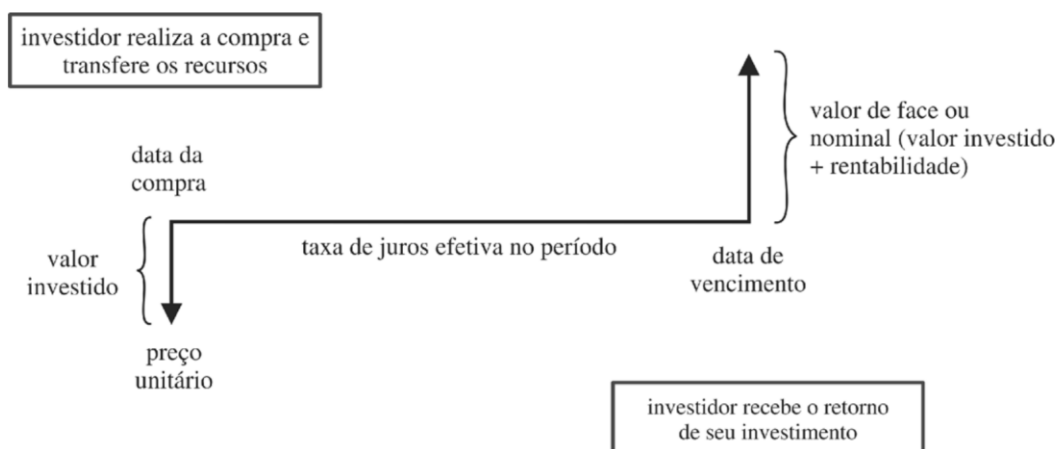 investidor realiza a compra e
transfere os recursos
data da
compra
valor
investido
preço
unitário
taxa de juros efetiva no período
data de
vencimento
valor de face ou
nominal (valor investido
+ rentabilidade)
investidor recebe o retorno
de seu investimento